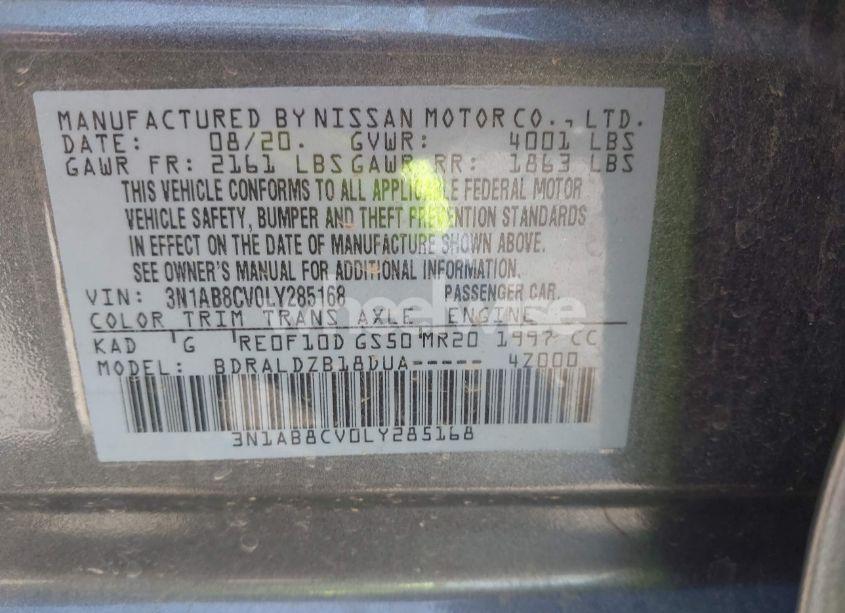 MANUFACTURED BY NISSAN MOTOR CO., LTD.
DATE: 08/20. GVWR: 4001 LBS
GAWR FR: 2161 LBS GAWR RR: 1863 LBS
THIS VEHICLE CONFORMS TO ALL APPLICABLE FEDERAL MOTOR
VEHICLE SAFETY, BUMPER AND THEFT PREVENTION STANDARDS
IN EFFECT ON THE DATE OF MANUFACTURE SHOWN ABOVE.
SEE OWNER'S MANUAL FOR ADDITIONAL INFORMATION.
VIN: 3N1AB8CV0LY285168 PASSENGER CAR.
wheelwise
COLOR TRIM TRANS AXLE ENGINE
KAD G RE0F10D GS50 MR20 1997 CC
MODEL: BDRALDZB18DUA----- 4Z000
3N1AB8CV0LY285168